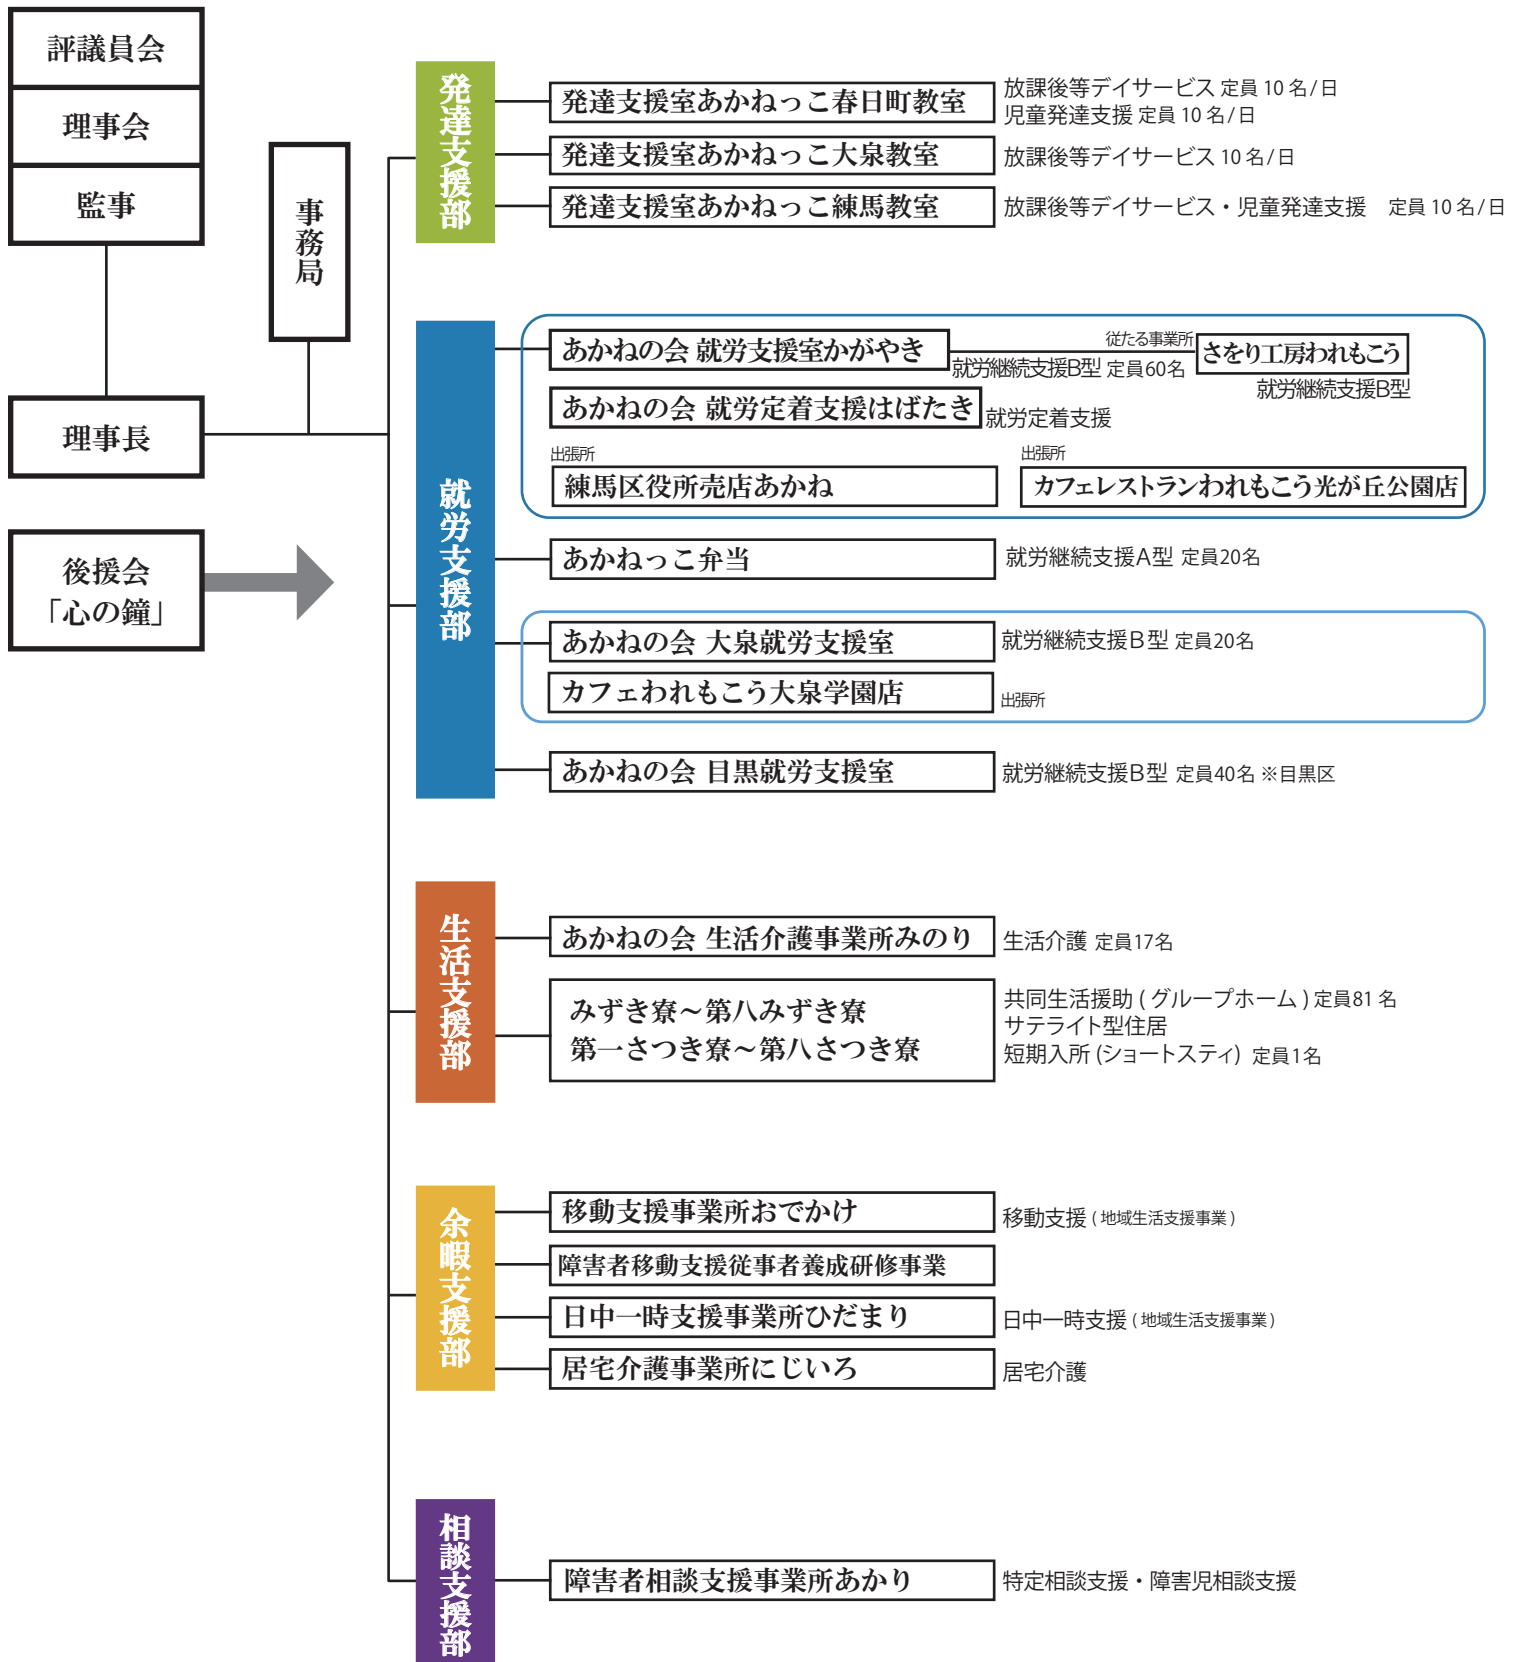 評議員会
理事会
監事
事務局
理事長
後援会
「心の鐘」
発達支援部
発達支援室あかねっこ春日町教室
放課後等デイサービス 定員 10 名/日
児童発達支援 定員 10 名/日
発達支援室あかねっこ大泉教室
放課後等デイサービス 10 名/日
発達支援室あかねっこ練馬教室
放課後等デイサービス・児童発達支援 定員 10 名/日
就労支援部
あかねの会 就労支援室かがやき
就労継続支援B型 定員60名
従たる事業所
さをり工房われもこう
就労継続支援B型
あかねの会 就労定着支援はばたき
就労定着支援
出張所
練馬区役所売店あかね
出張所
カフェレストランわれもこう光が丘公園店
あかねっこ弁当
就労継続支援A型 定員20名
あかねの会 大泉就労支援室
就労継続支援B型 定員20名
カフェわれもこう大泉学園店
出張所
あかねの会 目黒就労支援室
就労継続支援B型 定員40名 ※目黒区
生活支援部
あかねの会 生活介護事業所みのり
生活介護 定員17名
みずき寮～第八みずき寮
第一さつき寮～第八さつき寮
共同生活援助 ( グループホーム ) 定員81 名
サテライト型住居
短期入所 (ショートスティ) 定員1名
余暇支援部
移動支援事業所おでかけ
移動支援 ( 地域生活支援事業 )
障害者移動支援従事者養成研修事業
日中一時支援事業所ひだまり
日中一時支援 ( 地域生活支援事業 )
居宅介護事業所にじいろ
居宅介護
相談支援部
障害者相談支援事業所あかり
特定相談支援・障害児相談支援